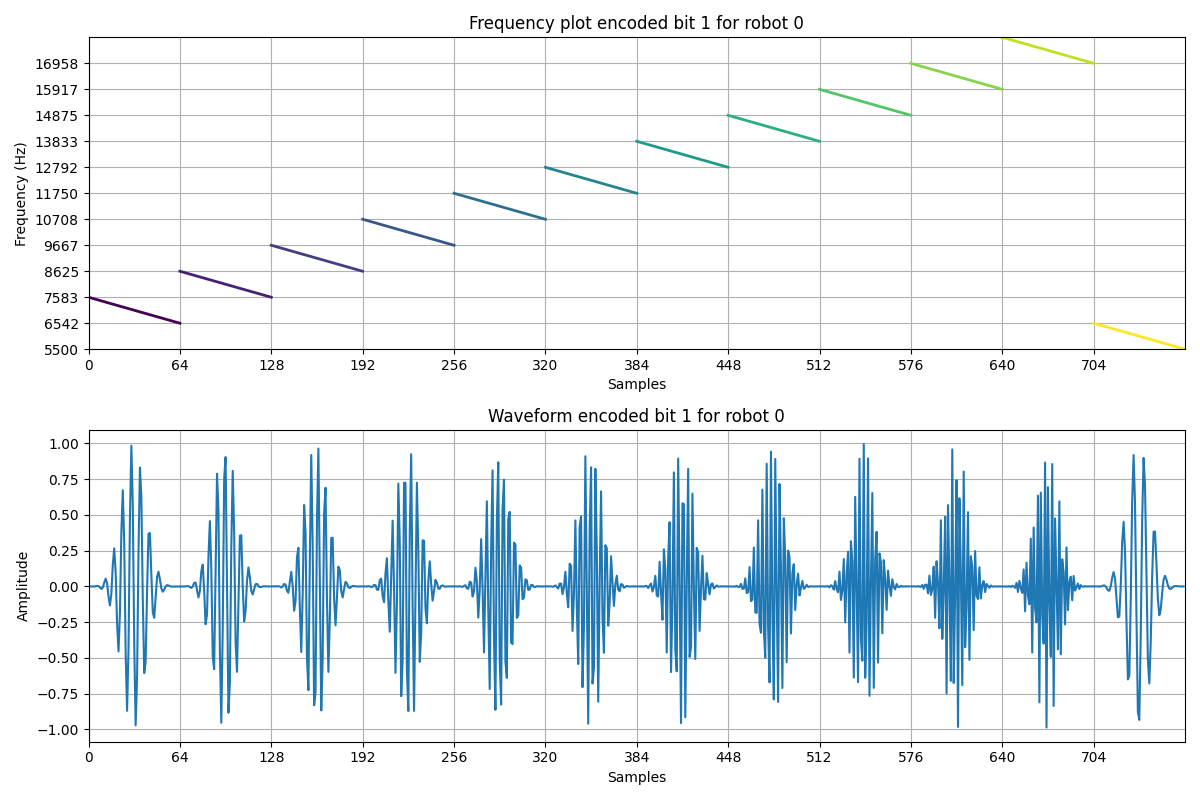 Frequency plot encoded bit 1 for robot 0
Frequency (Hz)
16958
15917
14875
13833
12792
11750
10708
9667
8625
7583
6542
5500
0 64 128 192 256 320 384 448 512 576 640 704
Samples
Waveform encoded bit 1 for robot 0
Amplitude
1.00
0.75
0.50
0.25
0.00
−0.25
−0.50
−0.75
−1.00
0 64 128 192 256 320 384 448 512 576 640 704
Samples